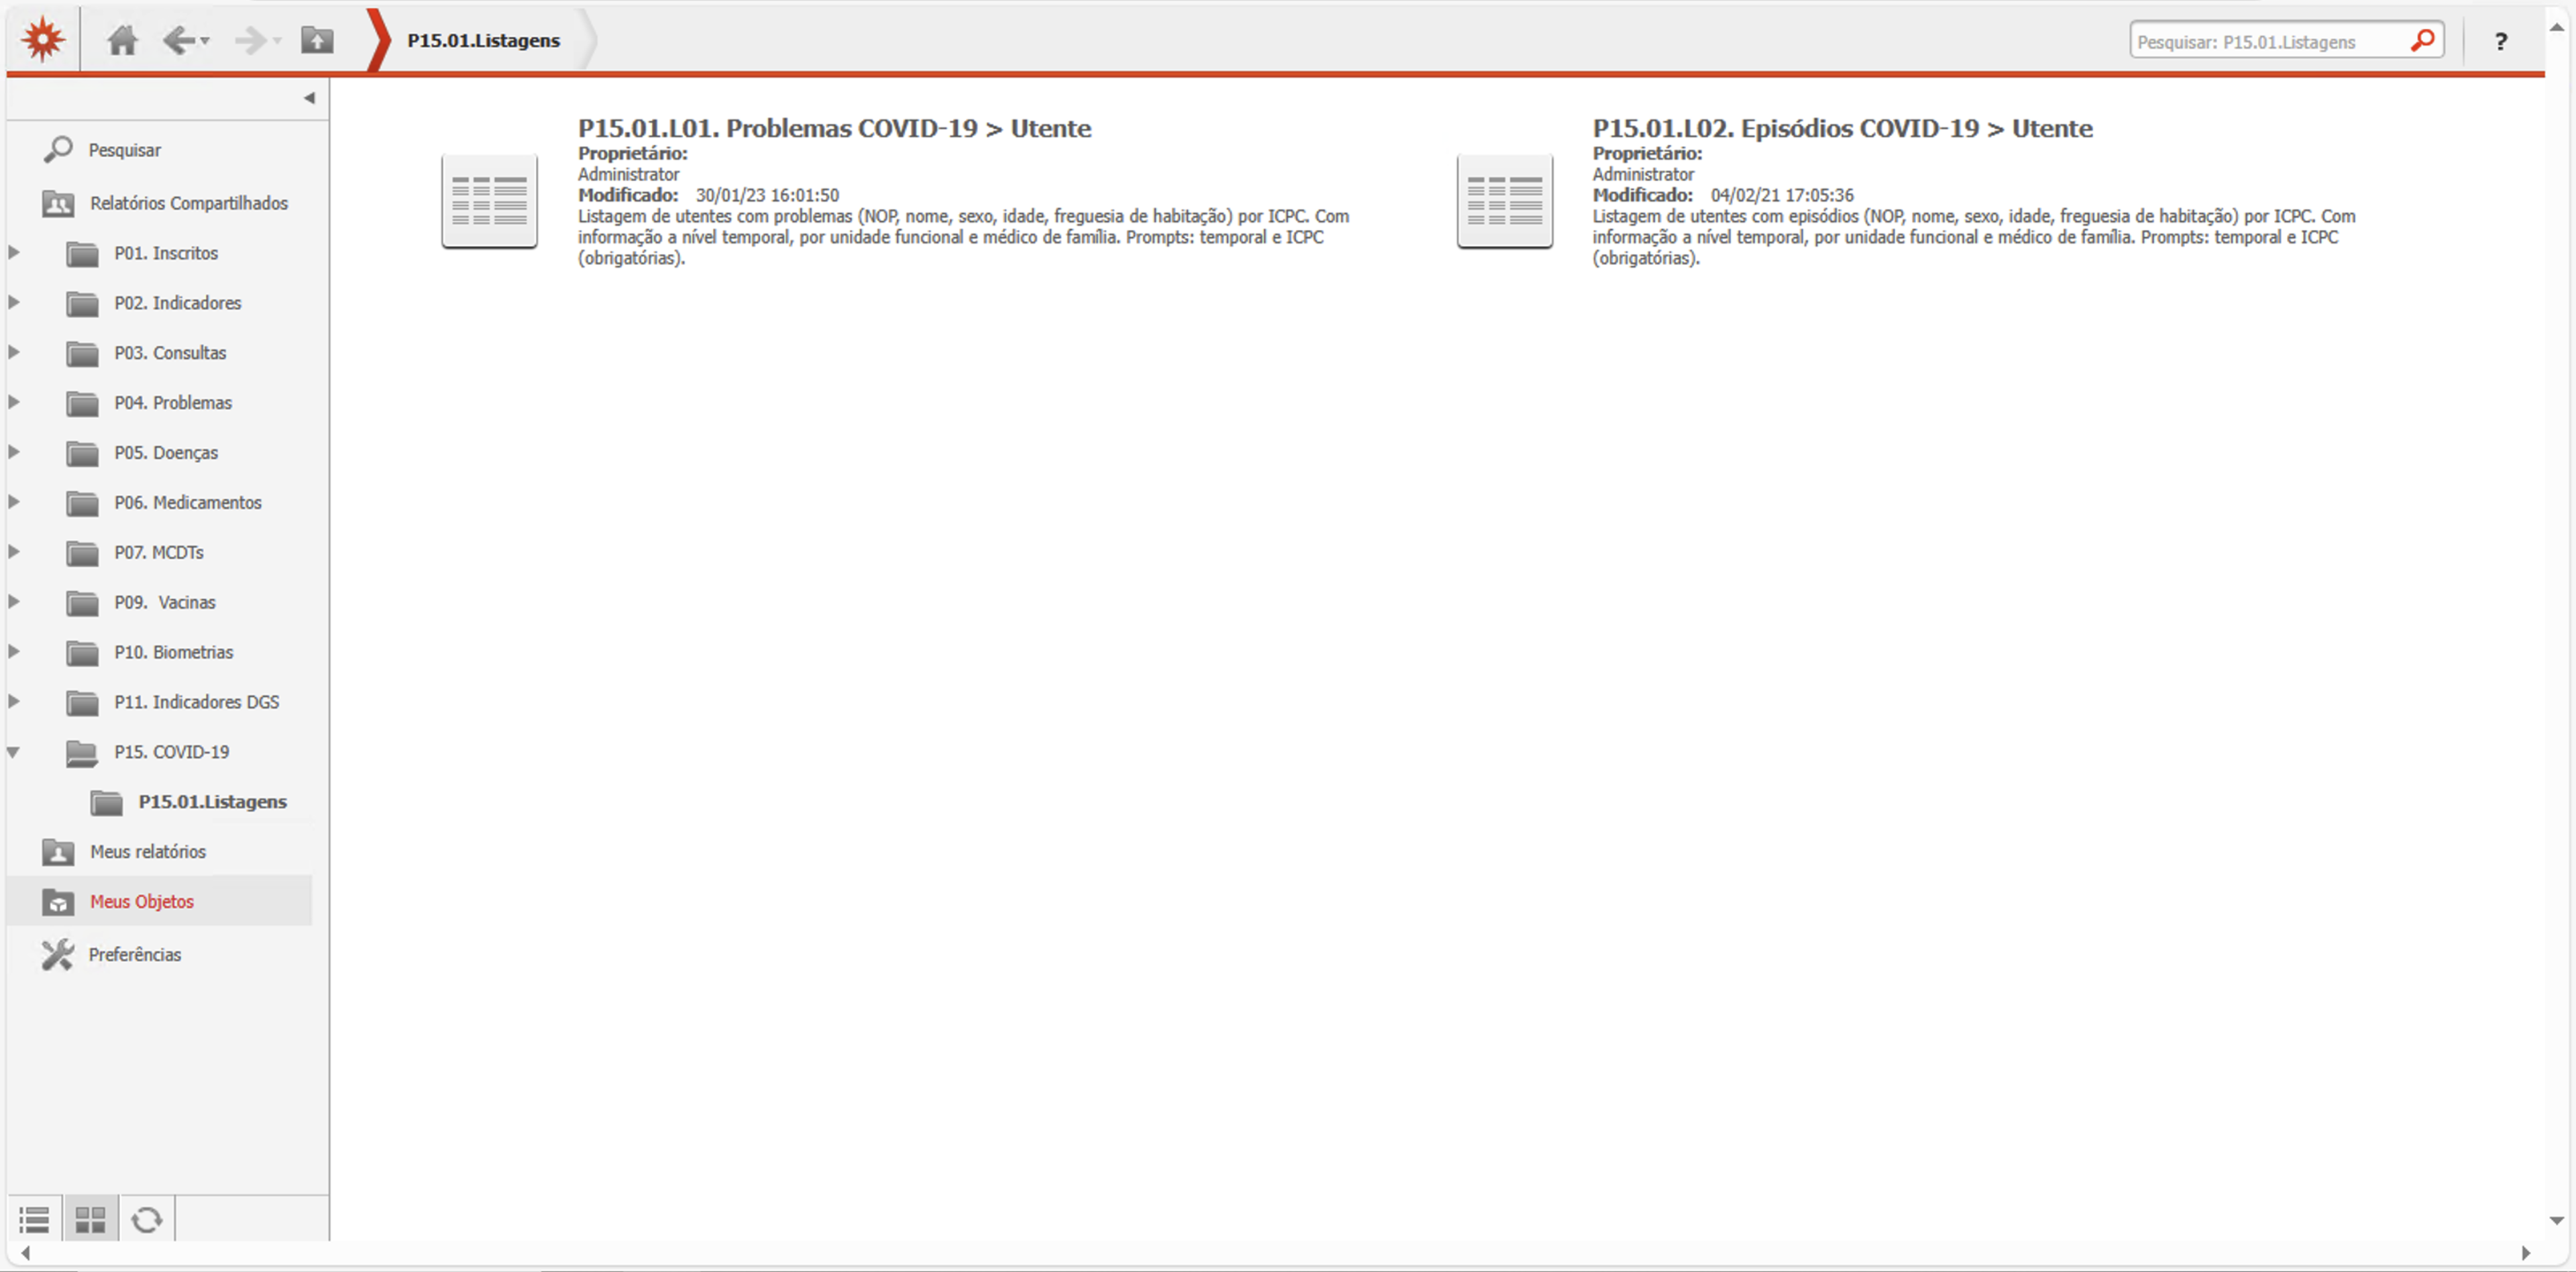 P15.01.Listagens
Pesquisar: P15.01.Listagens
?
Pesquisar
Relatórios Compartilhados
P01. Inscritos
P02. Indicadores
P03. Consultas
P04. Problemas
P05. Doenças
P06. Medicamentos
P07. MCDTs
P09.  Vacinas
P10. Biometrias
P11. Indicadores DGS
P15. COVID-19
P15.01.Listagens
Meus relatórios
Meus Objetos
Preferências
P15.01.L01. Problemas COVID-19 > Utente
Proprietário:
Administrator
Modificado: 30/01/23 16:01:50
Listagem de utentes com problemas (NOP, nome, sexo, idade, freguesia de habitação) por ICPC. Com
informação a nível temporal, por unidade funcional e médico de família. Prompts: temporal e ICPC
(obrigatórias).
P15.01.L02. Episódios COVID-19 > Utente
Proprietário:
Administrator
Modificado: 04/02/21 17:05:36
Listagem de utentes com episódios (NOP, nome, sexo, idade, freguesia de habitação) por ICPC. Com
informação a nível temporal, por unidade funcional e médico de família. Prompts: temporal e ICPC
(obrigatórias).